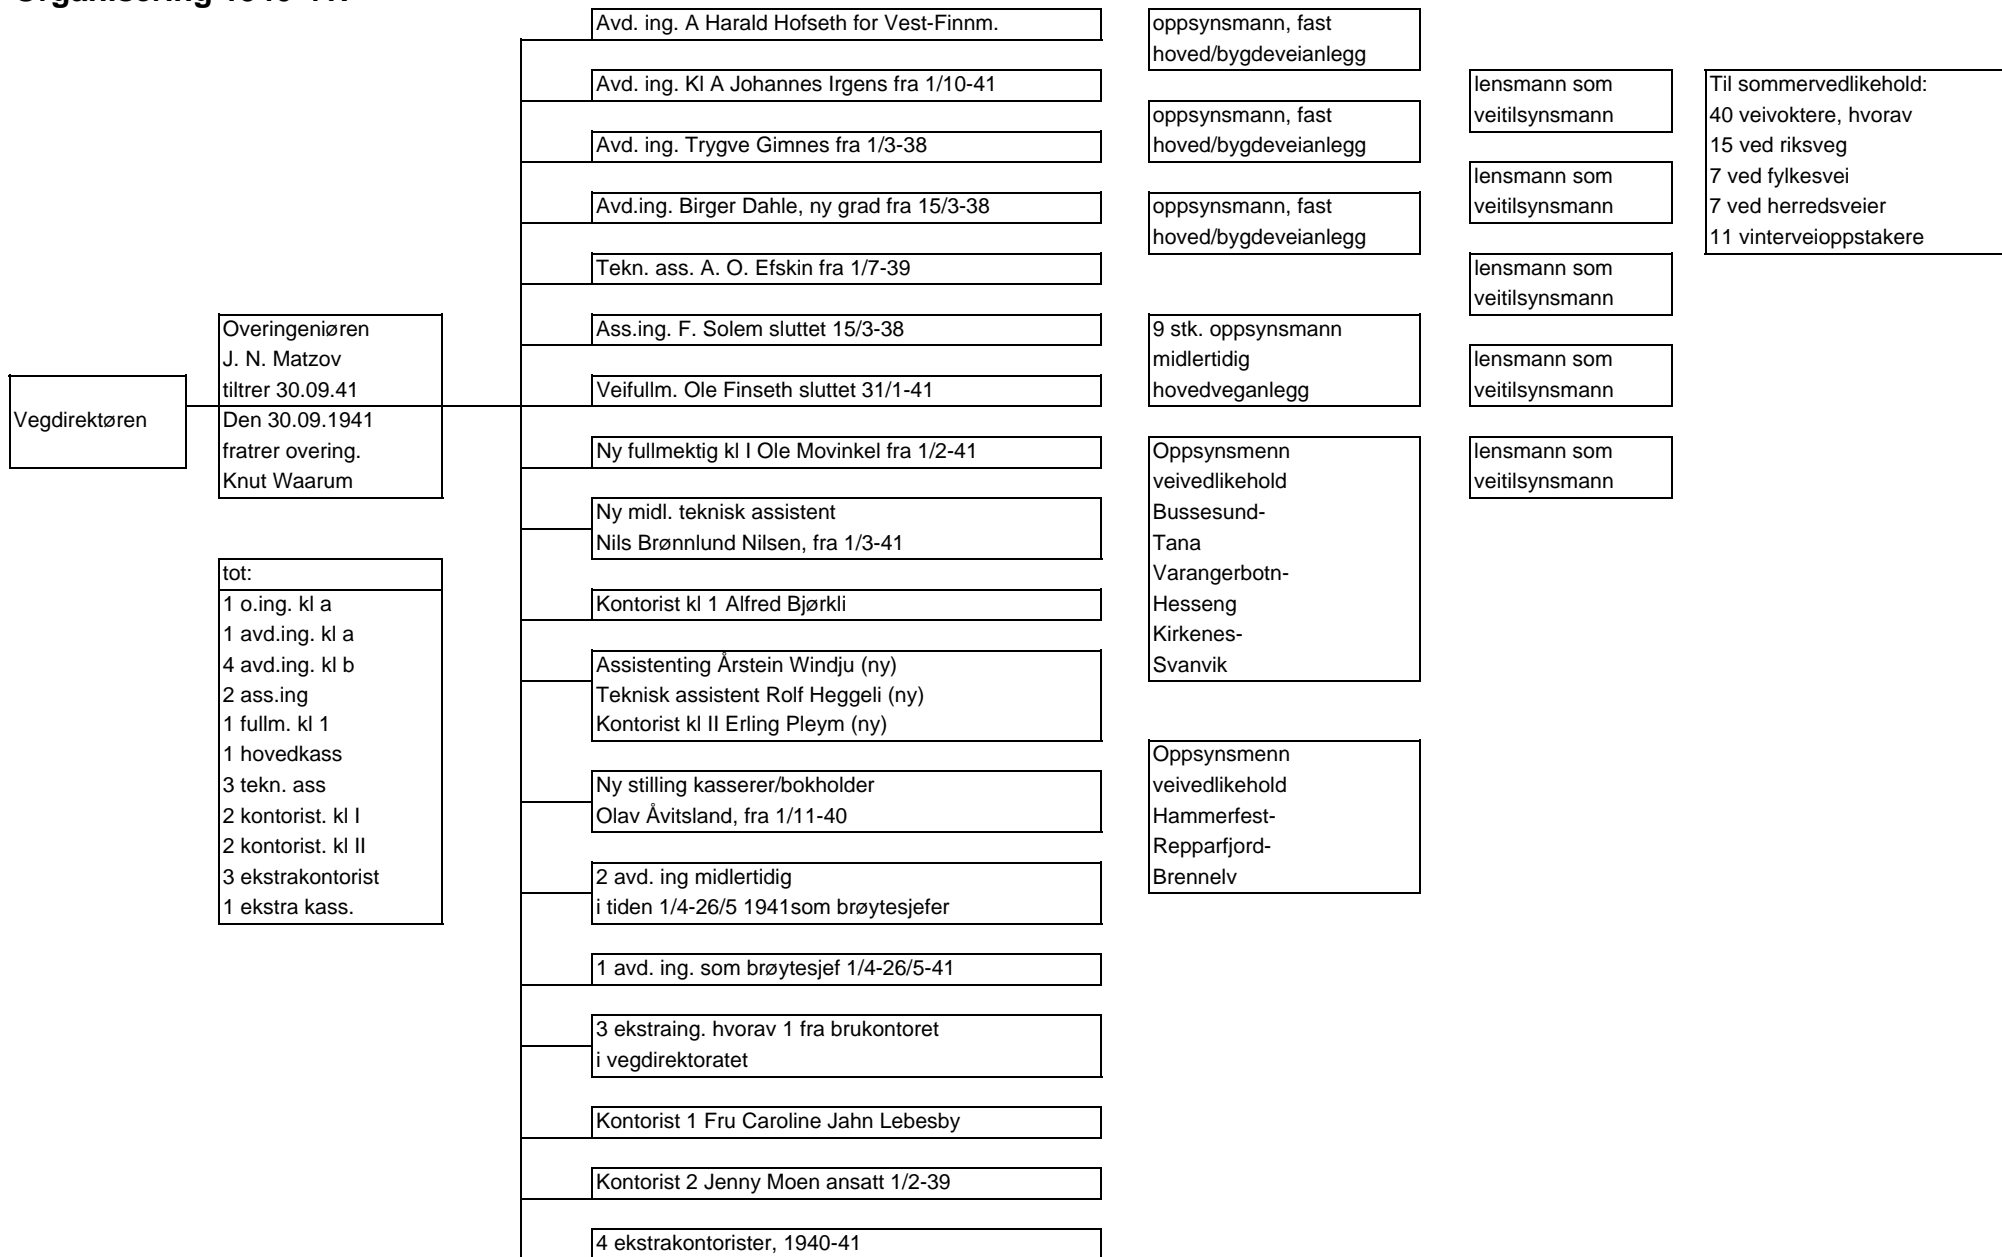 Vegdirektøren
Overingeniøren
J. N. Matzov
tiltrer 30.09.41
Den 30.09.1941
fratrer overing.
Knut Waarum
tot:
1 o.ing. kl a
1 avd.ing. kl a
4 avd.ing. kl b
2 ass.ing
1 fullm. kl 1
1 hovedkass
3 tekn. ass
2 kontorist. kl I
2 kontorist. kl II
3 ekstrakontorist
1 ekstra kass.
Avd. ing. A Harald Hofseth for Vest-Finnm.
Avd. ing. Kl A Johannes Irgens fra 1/10-41
Avd. ing. Trygve Gimnes fra 1/3-38
Avd.ing. Birger Dahle, ny grad fra 15/3-38
Tekn. ass. A. O. Efskin fra 1/7-39
Ass.ing. F. Solem sluttet 15/3-38
Veifullm. Ole Finseth sluttet 31/1-41
Ny fullmektig kl I Ole Movinkel fra 1/2-41
Ny midl. teknisk assistent
Nils Brønnlund Nilsen, fra 1/3-41
Kontorist kl 1 Alfred Bjørkli
Assistenting Årstein Windju (ny)
Teknisk assistent Rolf Heggeli (ny)
Kontorist kl II Erling Pleym (ny)
Ny stilling kasserer/bokholder
Olav Åvitsland, fra 1/11-40
2 avd. ing midlertidig
i tiden 1/4-26/5 1941som brøytesjefer
1 avd. ing. som brøytesjef 1/4-26/5-41
3 ekstraing. hvorav 1 fra brukontoret
i vegdirektoratet
Kontorist 1 Fru Caroline Jahn Lebesby
Kontorist 2 Jenny Moen ansatt 1/2-39
4 ekstrakontorister, 1940-41
oppsynsmann, fast
hoved/bygdeveianlegg
oppsynsmann, fast
hoved/bygdeveianlegg
oppsynsmann, fast
hoved/bygdeveianlegg
9 stk. oppsynsmann
midlertidig
hovedveganlegg
Oppsynsmenn
veivedlikehold
Bussesund-
Tana
Varangerbotn-
Hesseng
Kirkenes-
Svanvik
Oppsynsmenn
veivedlikehold
Hammerfest-
Repparfjord-
Brennelv
lensmann som
veitilsynsmann
lensmann som
veitilsynsmann
lensmann som
veitilsynsmann
lensmann som
veitilsynsmann
lensmann som
veitilsynsmann
Til sommervedlikehold:
40 veivoktere, hvorav
15 ved riksveg
7 ved fylkesvei
7 ved herredsveier
11 vinterveioppstakere